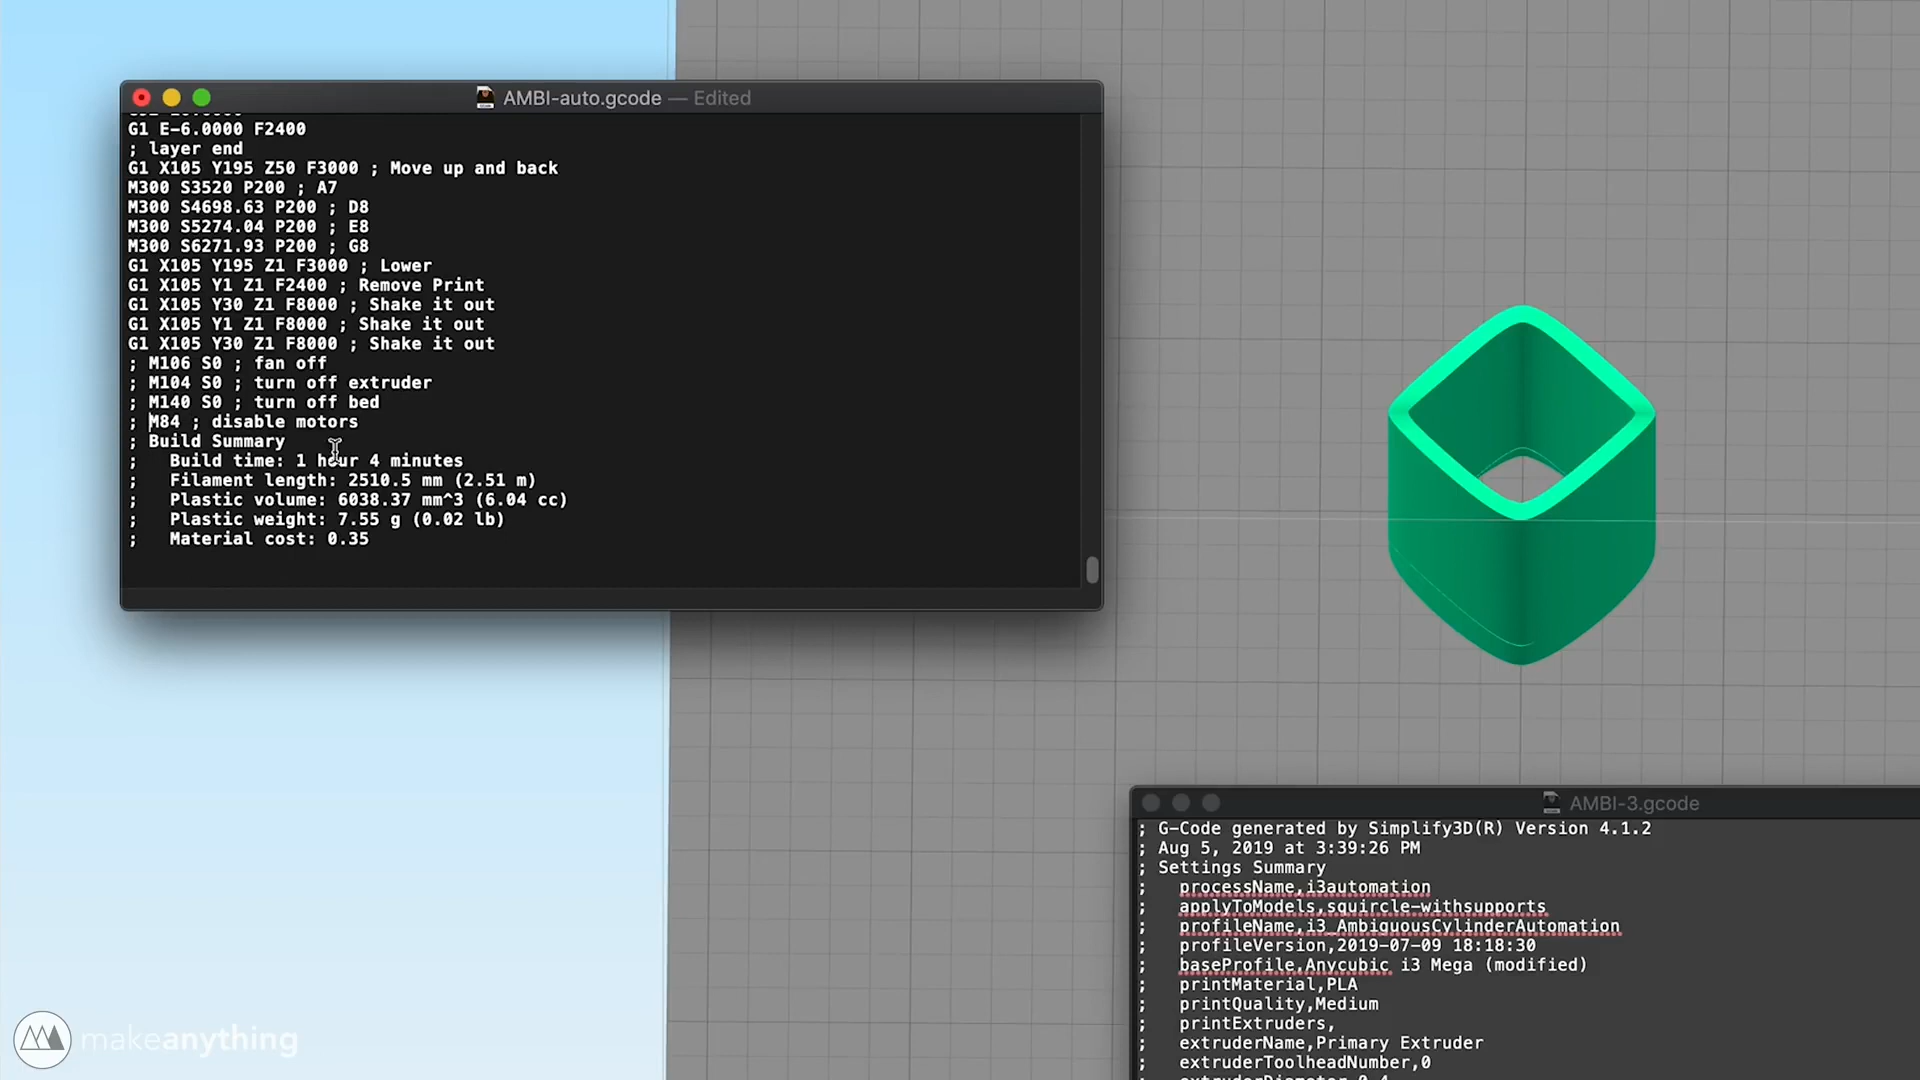 AMBI-auto.gcode — Edited
G1 E-6.0000 F2400
; layer end
G1 X105 Y195 Z50 F3000 ; Move up and back
M300 S3520 P200 ; A7
M300 S4698.63 P200 ; D8
M300 S5274.04 P200 ; E8
M300 S6271.93 P200 ; G8
G1 X105 Y195 Z1 F3000 ; Lower
G1 X105 Y1 Z1 F2400 ; Remove Print
G1 X105 Y30 Z1 F8000 ; Shake it out
G1 X105 Y1 Z1 F8000 ; Shake it out
G1 X105 Y30 Z1 F8000 ; Shake it out
; M106 S0 ; fan off
; M104 S0 ; turn off extruder
; M140 S0 ; turn off bed
; M84 ; disable motors
; Build Summary
;   Build time: 1 hour 4 minutes
;   Filament length: 2510.5 mm (2.51 m)
;   Plastic volume: 6038.37 mm^3 (6.04 cc)
;   Plastic weight: 7.55 g (0.02 lb)
;   Material cost: 0.35
AMBI-3.gcode
; G-Code generated by Simplify3D(R) Version 4.1.2
; Aug 5, 2019 at 3:39:26 PM
; Settings Summary
;   processName,i3automation
;   applyToModels,squircle-withsupports
;   profileName,i3_AmbiguousCylinderAutomation
;   profileVersion,2019-07-09 18:18:30
;   baseProfile,Anycubic i3 Mega (modified)
;   printMaterial,PLA
;   printQuality,Medium
;   printExtruders,
;   extruderName,Primary Extruder
;   extruderToolheadNumber,0
makeanything